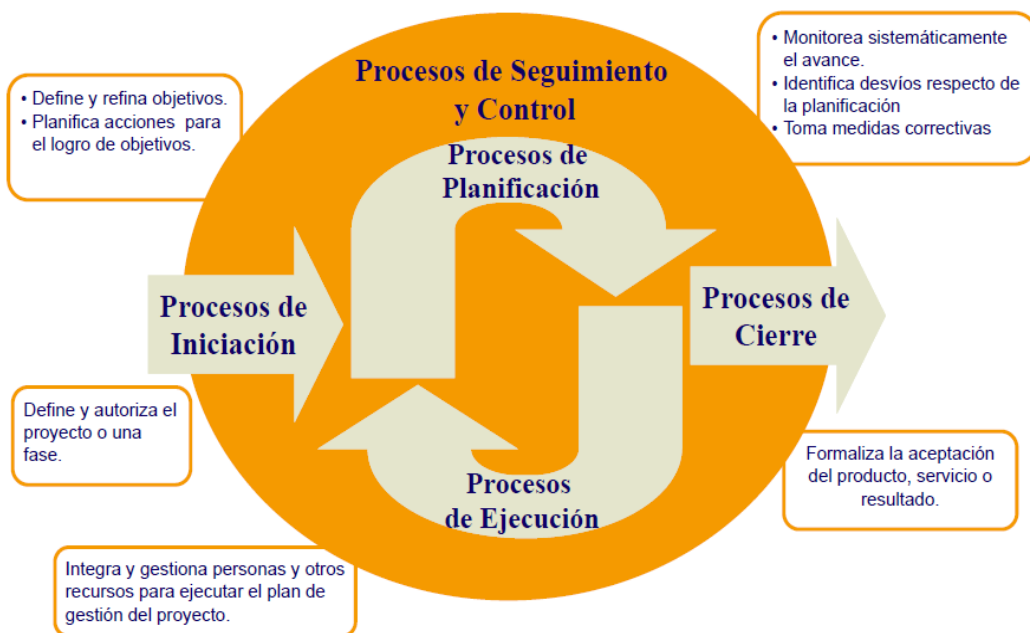 • Define y refina objetivos.
• Planifica acciones para
el logro de objetivos.
• Monitorea sistemáticamente
el avance.
• Identifica desvíos respecto de
la planificación
• Toma medidas correctivas
Procesos de Seguimiento
y Control
Procesos de
Planificación
Procesos de
Iniciación
Procesos de
Cierre
Define y autoriza el
proyecto o una
fase.
Procesos
de Ejecución
Formaliza la aceptación
del producto, servicio o
resultado.
Integra y gestiona personas y otros
recursos para ejecutar el plan de
gestión del proyecto.